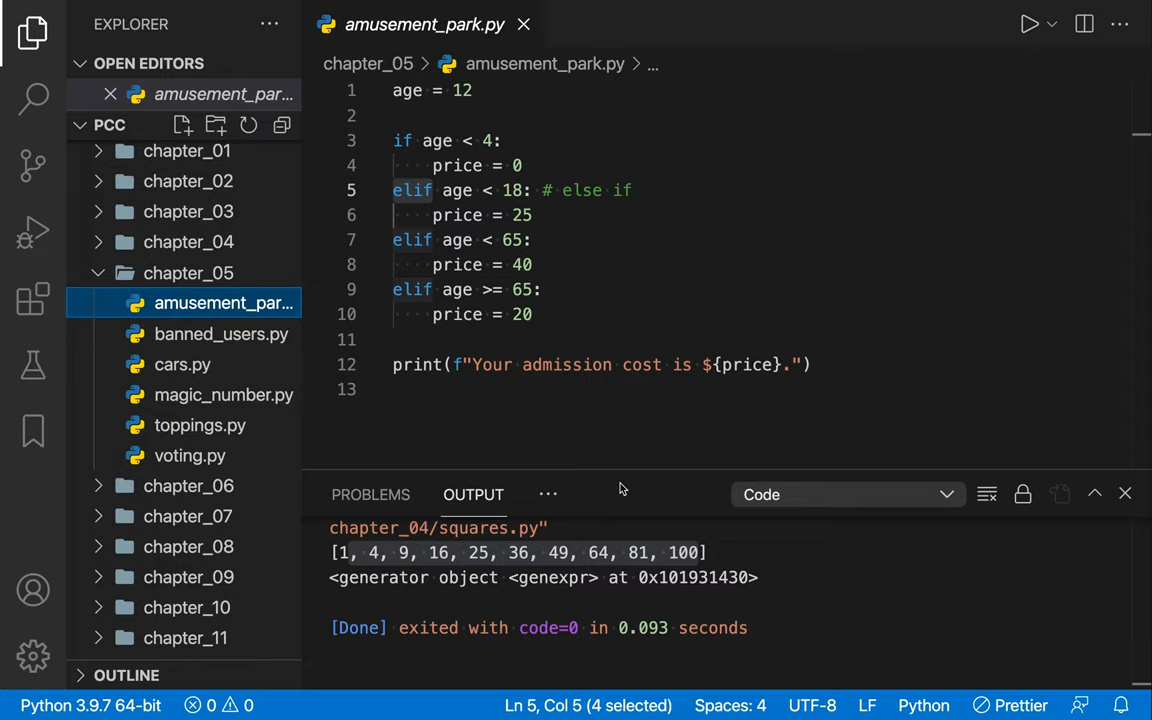 EXPLORER
amusement_park.py
OPEN EDITORS
amusement_par...
PCC
chapter_01
chapter_02
chapter_03
chapter_04
chapter_05
amusement_par...
banned_users.py
cars.py
magic_number.py
toppings.py
voting.py
chapter_06
chapter_07
chapter_08
chapter_09
chapter_10
chapter_11
OUTLINE
chapter_05 > amusement_park.py > ...
1 age = 12
2
3 if age < 4:
4 price = 0
5 elif age < 18: # else if
6 price = 25
7 elif age < 65:
8 price = 40
9 elif age >= 65:
10 price = 20
11
12 print(f"Your admission cost is ${price}.")
13
PROBLEMS OUTPUT ... Code
chapter_04/squares.py"
[1, 4, 9, 16, 25, 36, 49, 64, 81, 100]
<generator object <genexpr> at 0x101931430>
[Done] exited with code=0 in 0.093 seconds
Python 3.9.7 64-bit 0 0 Ln 5, Col 5 (4 selected) Spaces: 4 UTF-8 LF Python Prettier